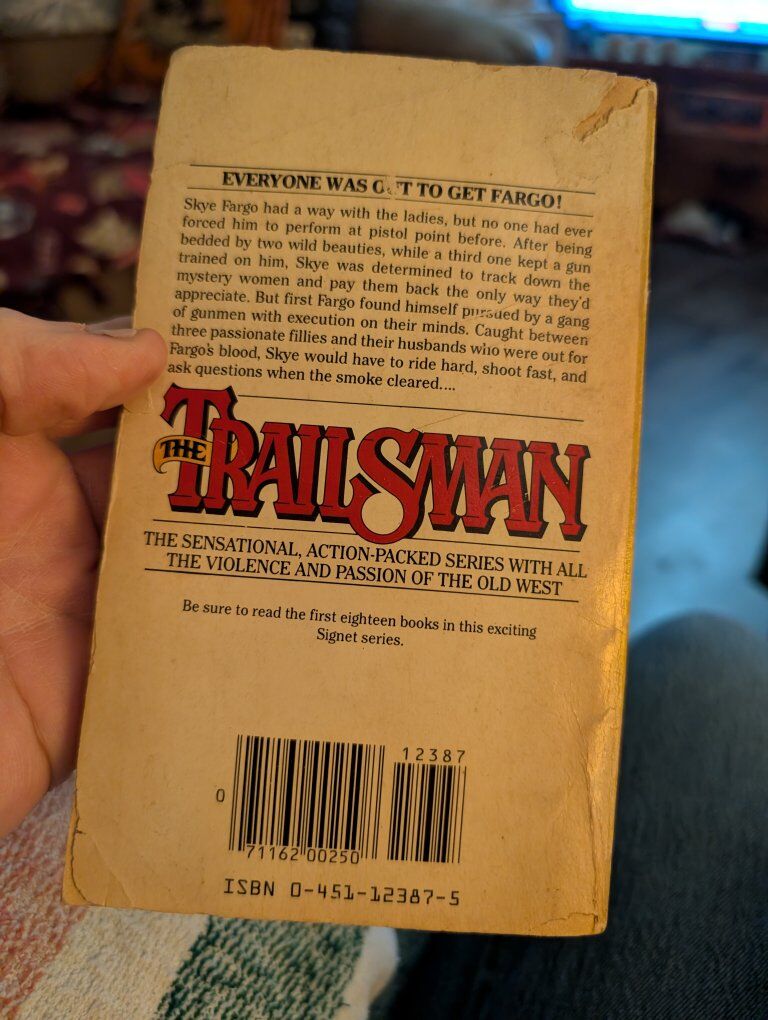 EVERYONE WAS OUT TO GET FARGO!
Skye Fargo had a way with the ladies, but no one had ever
forced him to perform at pistol point before. After being
bedded by two wild beauties, while a third one kept a gun
trained on him, Skye was determined to track down the
mystery women and pay them back the only way they'd
appreciate. But first Fargo found himself pursued by a gang
of gunmen with execution on their minds. Caught between
three passionate fillies and their husbands who were out for
Fargo's blood, Skye would have to ride hard, shoot fast, and
ask questions when the smoke cleared....
THE TRAILSMAN
THE SENSATIONAL, ACTION-PACKED SERIES WITH ALL
THE VIOLENCE AND PASSION OF THE OLD WEST
Be sure to read the first eighteen books in this exciting
Signet series.
12387
0
71162 00250
ISBN 0-451-12387-5